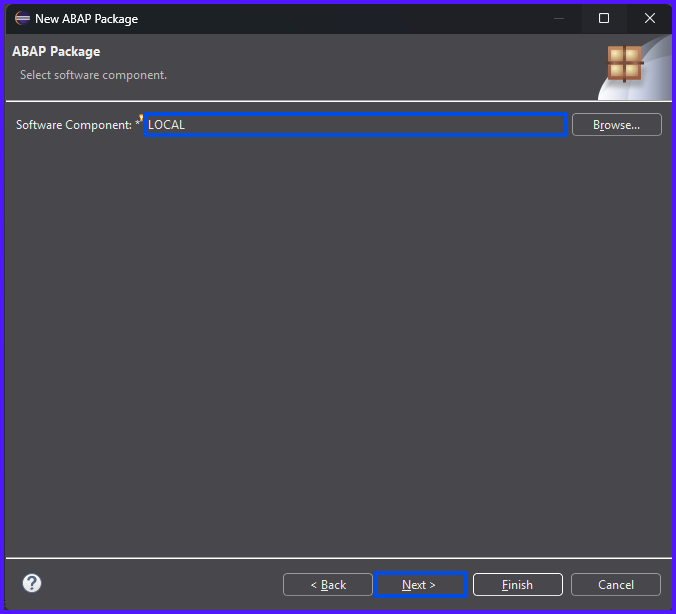 New ABAP Package
ABAP Package
Select software component.
Software Component: * LOCAL Browse...
? < Back Next > Finish Cancel